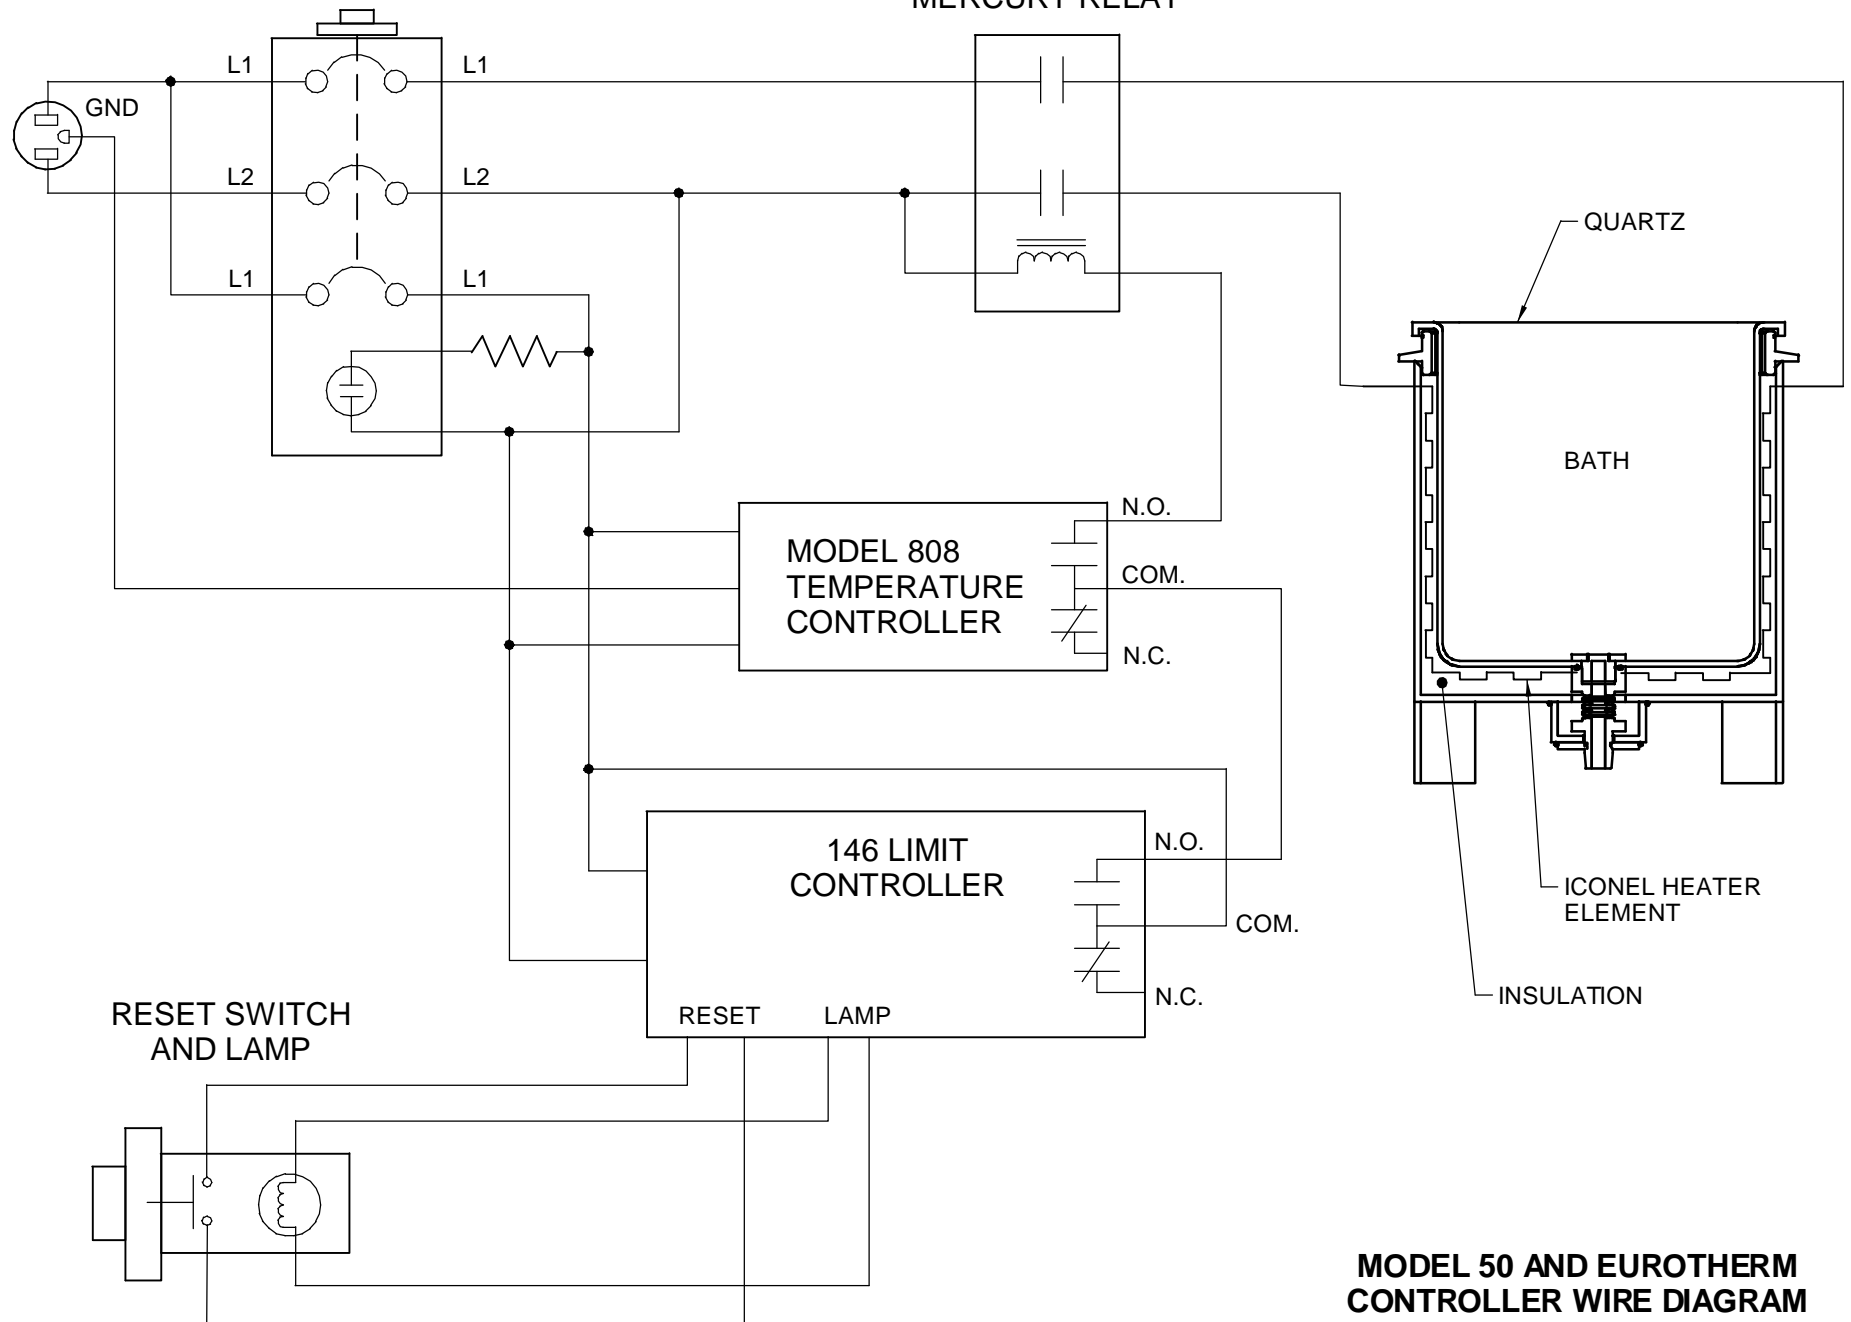 MERCURY RELAY
L1
L1
GND
L2
L2
QUARTZ
L1
L1
BATH
N.O.
MODEL 808
TEMPERATURE
CONTROLLER
COM.
N.C.
146 LIMIT
CONTROLLER
N.O.
ICONEL HEATER
ELEMENT
COM.
N.C.
INSULATION
RESET
LAMP
RESET SWITCH
AND LAMP
MODEL 50 AND EUROTHERM
CONTROLLER WIRE DIAGRAM